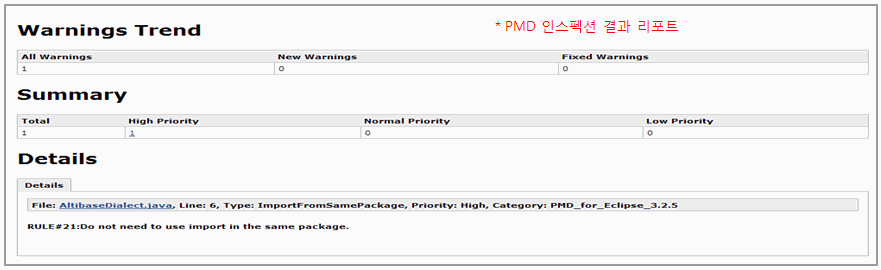 Warnings Trend
* PMD 인스펙션 결과 리포트
All Warnings New Warnings Fixed Warnings
1 0 0
Summary
Total High Priority Normal Priority Low Priority
1 1 0 0
Details
Details
File: AltibaseDialect.java, Line: 6, Type: ImportFromSamePackage, Priority: High, Category: PMD_for_Eclipse_3.2.5
RULE#21:Do not need to use import in the same package.